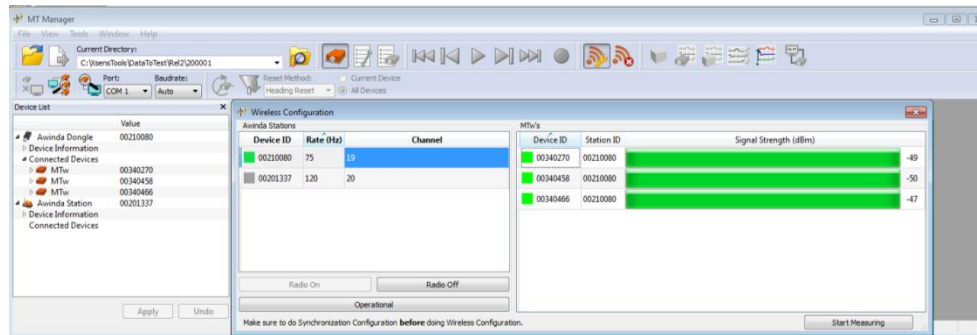 MT Manager
File View Tools Window Help
Current Directory:
C:\XsensTools\DataToTest\Rel2\200001
Port: Baudrate:
COM 1 Auto
Reset Method:
Heading Reset
Current Device
All Devices
Device List
Value
Awinda Dongle 00210080
Device Information
Connected Devices
MTw 00340270
MTw 00340458
MTw 00340466
Awinda Station 00201337
Device Information
Connected Devices
Apply Undo
Wireless Configuration
Awinda Stations
Device ID Rate (Hz) Channel
00210080 75 19
00201337 120 20
Radio On Radio Off
Operational
Make sure to do Synchronization Configuration before doing Wireless Configuration.
MTw's
Device ID Station ID Signal Strength (dBm)
00340270 00210080 -49
00340458 00210080 -50
00340466 00210080 -47
Start Measuring